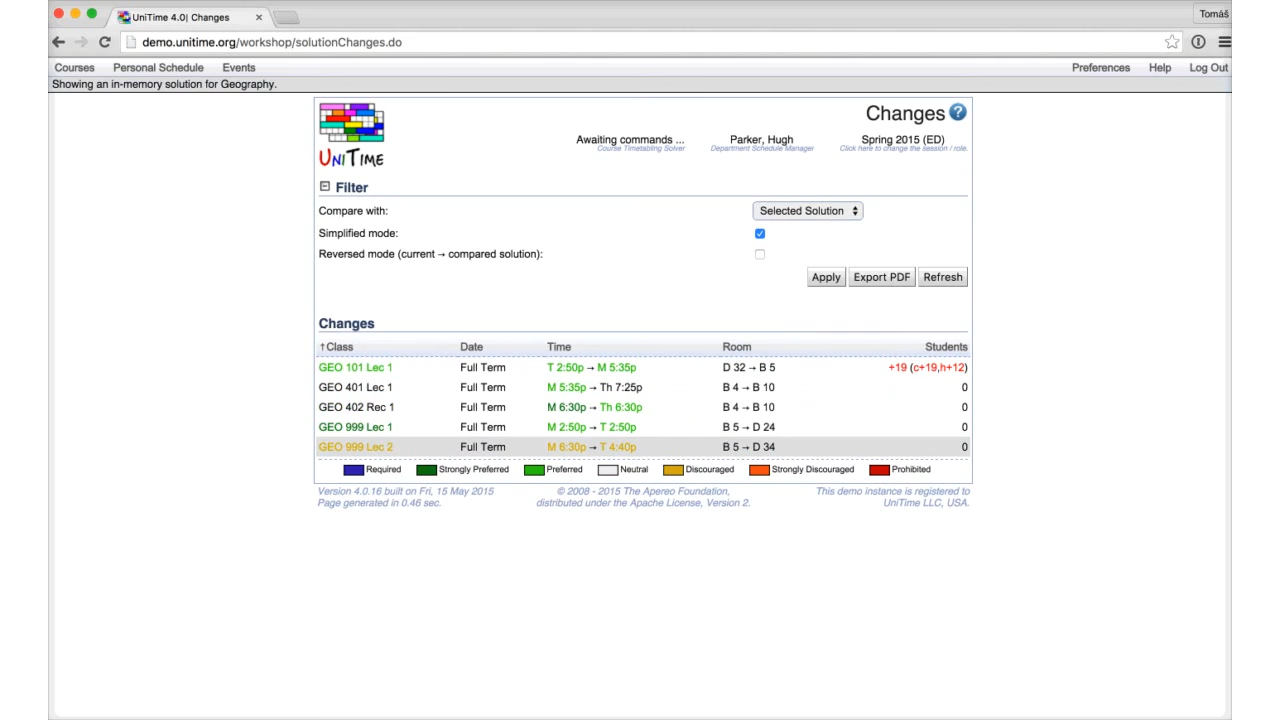 UniTime 4.0| Changes
Tomáš
demo.unitime.org/workshop/solutionChanges.do
Courses Personal Schedule Events Preferences Help Log Out
Showing an in-memory solution for Geography.
UNITIME
Changes
Awaiting commands ... Parker, Hugh Spring 2015 (ED)
Course Timetabling Solver Department Schedule Manager Click here to change the session / role.
Filter
Compare with: Selected Solution
Simplified mode:
Reversed mode (current → compared solution):
Apply Export PDF Refresh
Changes
↑Class Date Time Room Students
GEO 101 Lec 1 Full Term T 2:50p → M 5:35p D 32 → B 5 +19 (c+19,h+12)
GEO 401 Lec 1 Full Term M 5:35p → Th 7:25p B 4 → B 10 0
GEO 402 Rec 1 Full Term M 6:30p → Th 6:30p B 4 → B 10 0
GEO 999 Lec 1 Full Term M 2:50p → T 2:50p B 5 → D 24 0
GEO 999 Lec 2 Full Term M 6:30p → T 4:40p B 5 → D 34 0
Required Strongly Preferred Preferred Neutral Discouraged Strongly Discouraged Prohibited
Version 4.0.16 built on Fri, 15 May 2015 © 2008 - 2015 The Apereo Foundation, This demo instance is registered to
Page generated in 0.46 sec. distributed under the Apache License, Version 2. UniTime LLC, USA.